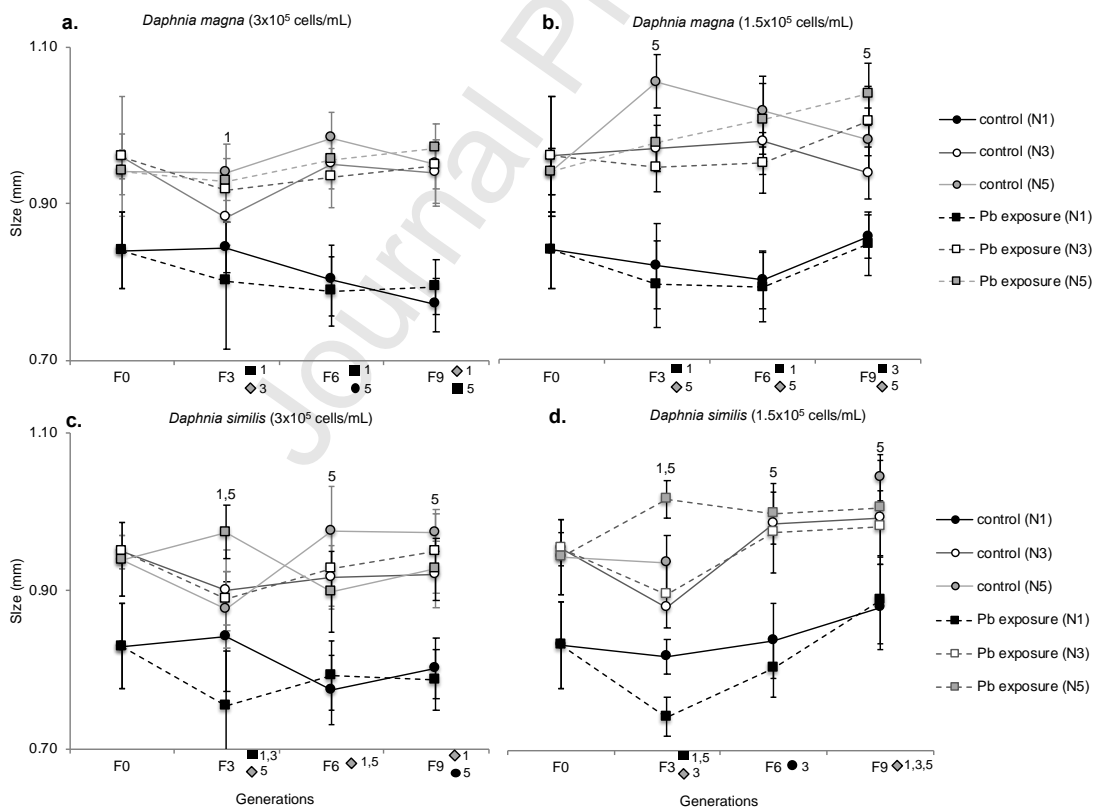 a. Daphnia magna (3x10⁵ cells/mL)
b. Daphnia magna (1.5x10⁵ cells/mL)
1.10
0.90
0.70
SIze (mm)
1
5
5
F0 F3 F6 F9
■ 1 ■ 1 ◆ 1
◆ 3 ● 5 ■ 5
F0 F3 F6 F9
■ 1 ■ 1 ■ 3
◆ 5 ◆ 5 ◆ 5
control (N1)
control (N3)
control (N5)
Pb exposure (N1)
Pb exposure (N3)
Pb exposure (N5)
c. Daphnia similis (3x10⁵ cells/mL)
d. Daphnia similis (1.5x10⁵ cells/mL)
1.10
0.90
0.70
SIze (mm)
1,5
5
5
1,5
5
5
F0 F3 F6 F9
■ 1,3 ◆ 1,5 ◆ 1
◆ 5 ● 5
Generations
F0 F3 F6 F9
■ 1,5 ● 3 ◆ 1,3,5
◆ 3
Generations
control (N1)
control (N3)
control (N5)
Pb exposure (N1)
Pb exposure (N3)
Pb exposure (N5)
Journal P